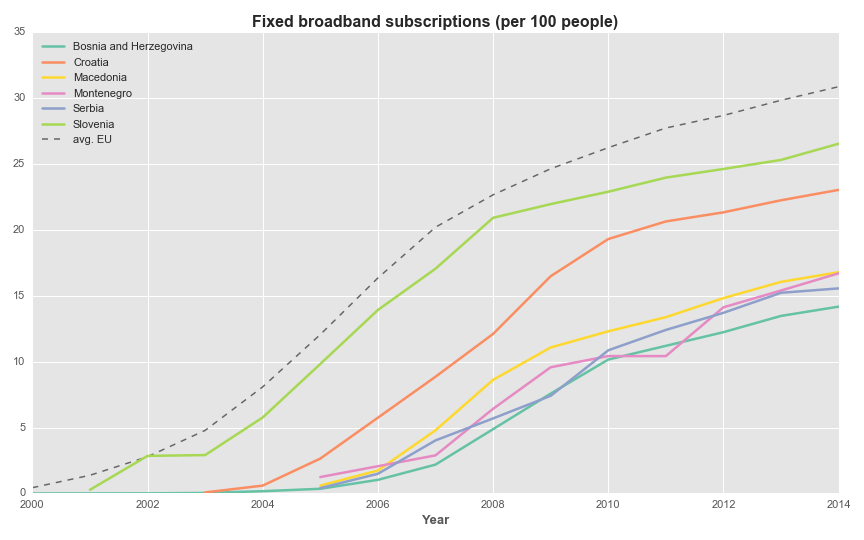 Fixed broadband subscriptions (per 100 people)
35
30
25
20
15
10
5
0
Bosnia and Herzegovina
Croatia
Macedonia
Montenegro
Serbia
Slovenia
avg. EU
2000 2002 2004 2006 2008 2010 2012 2014
Year